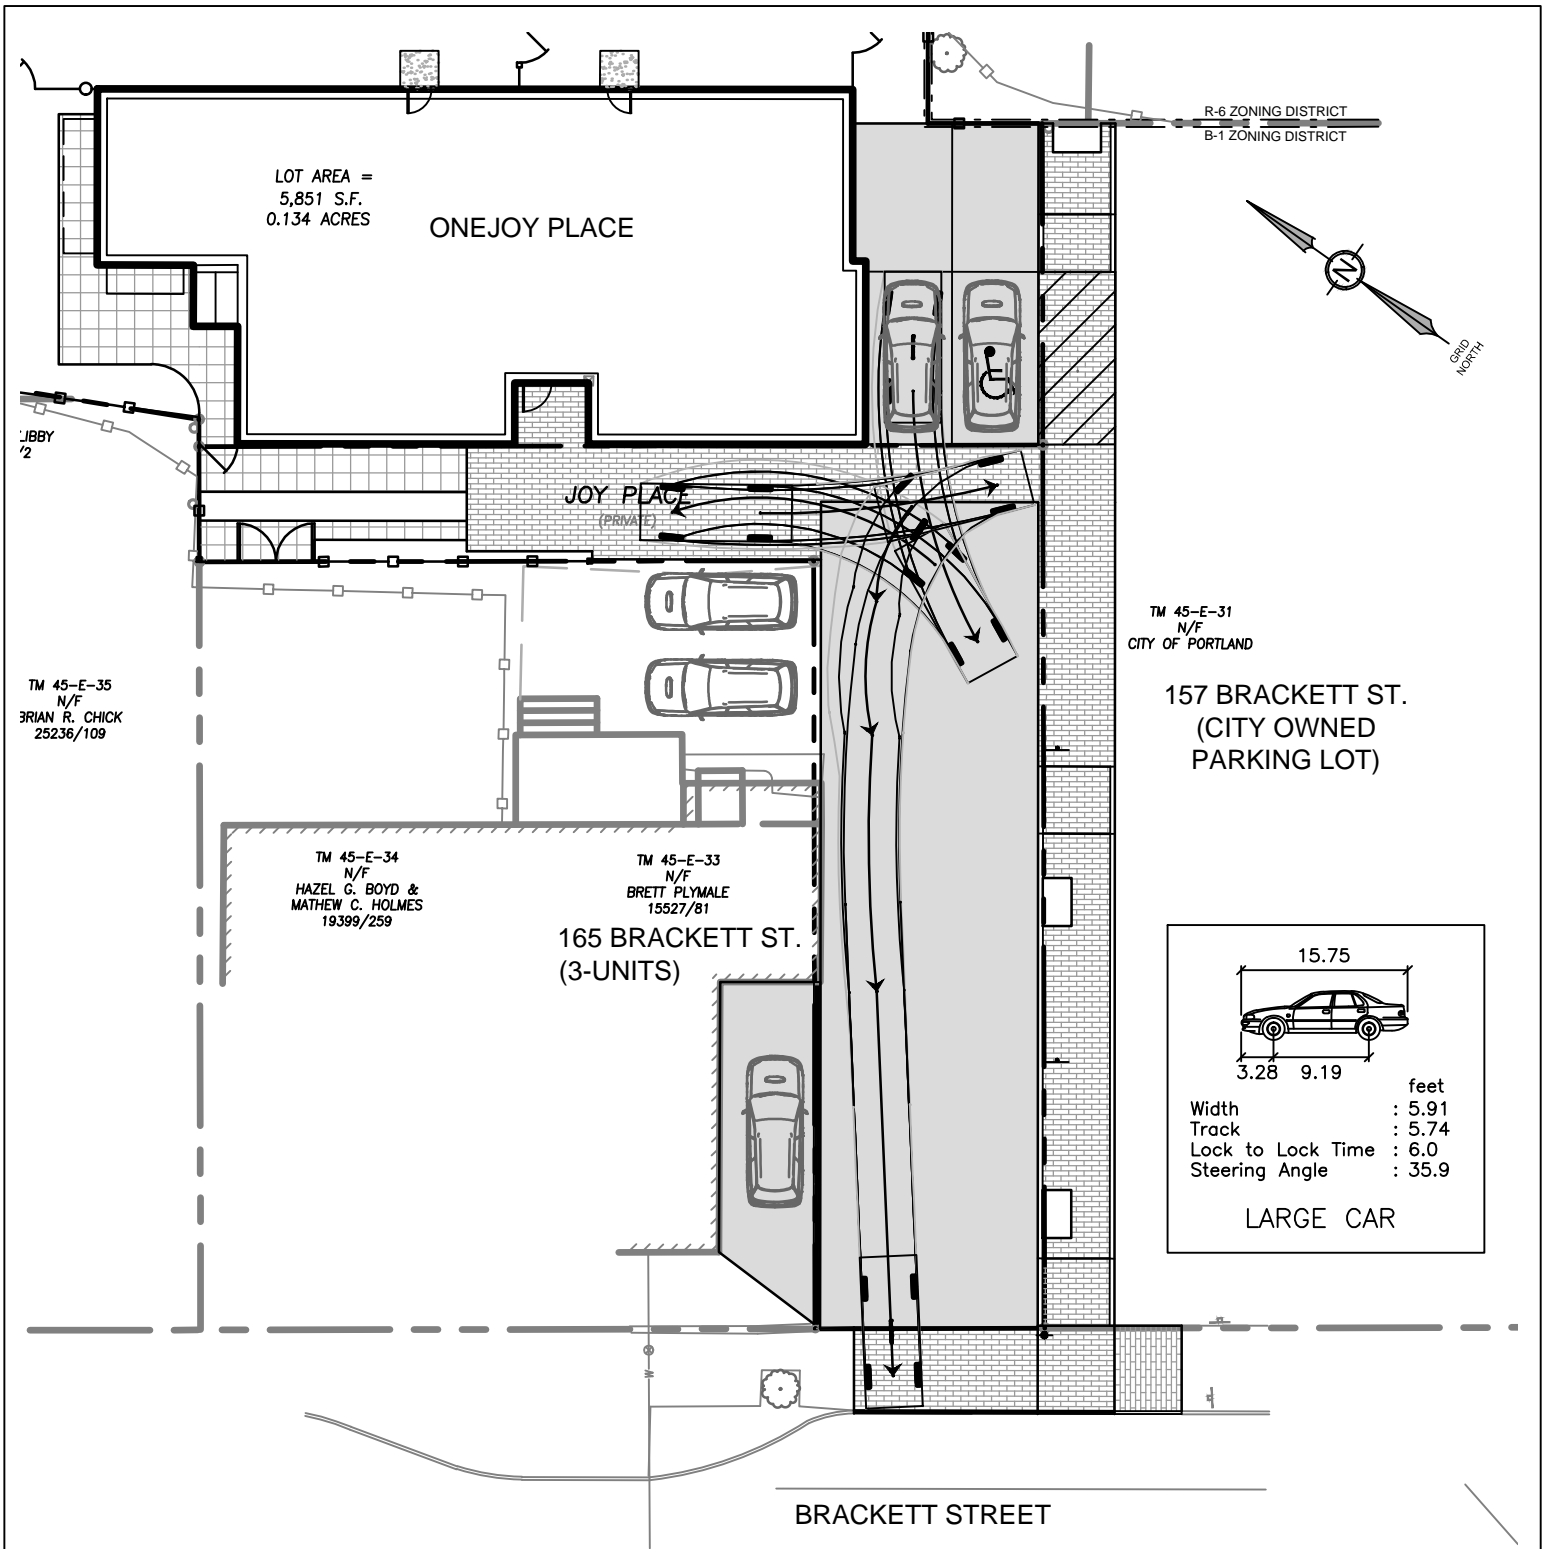 R-6 ZONING DISTRICT
B-1 ZONING DISTRICT
LOT AREA =
5,851 S.F.
0.134 ACRES
ONEJOY PLACE
N
GRID
NORTH
LIBBY
/2
JOY PLACE
(PRIVATE)
TM 45-E-31
N/F
CITY OF PORTLAND
157 BRACKETT ST.
(CITY OWNED
PARKING LOT)
TM 45-E-35
N/F
BRIAN R. CHICK
25236/109
TM 45-E-34
N/F
HAZEL G. BOYD &
MATHEW C. HOLMES
19399/259
TM 45-E-33
N/F
BRETT PLYMALE
15527/81
165 BRACKETT ST.
(3-UNITS)
15.75
3.28 9.19
feet
Width : 5.91
Track : 5.74
Lock to Lock Time : 6.0
Steering Angle : 35.9
LARGE CAR
W
BRACKETT STREET